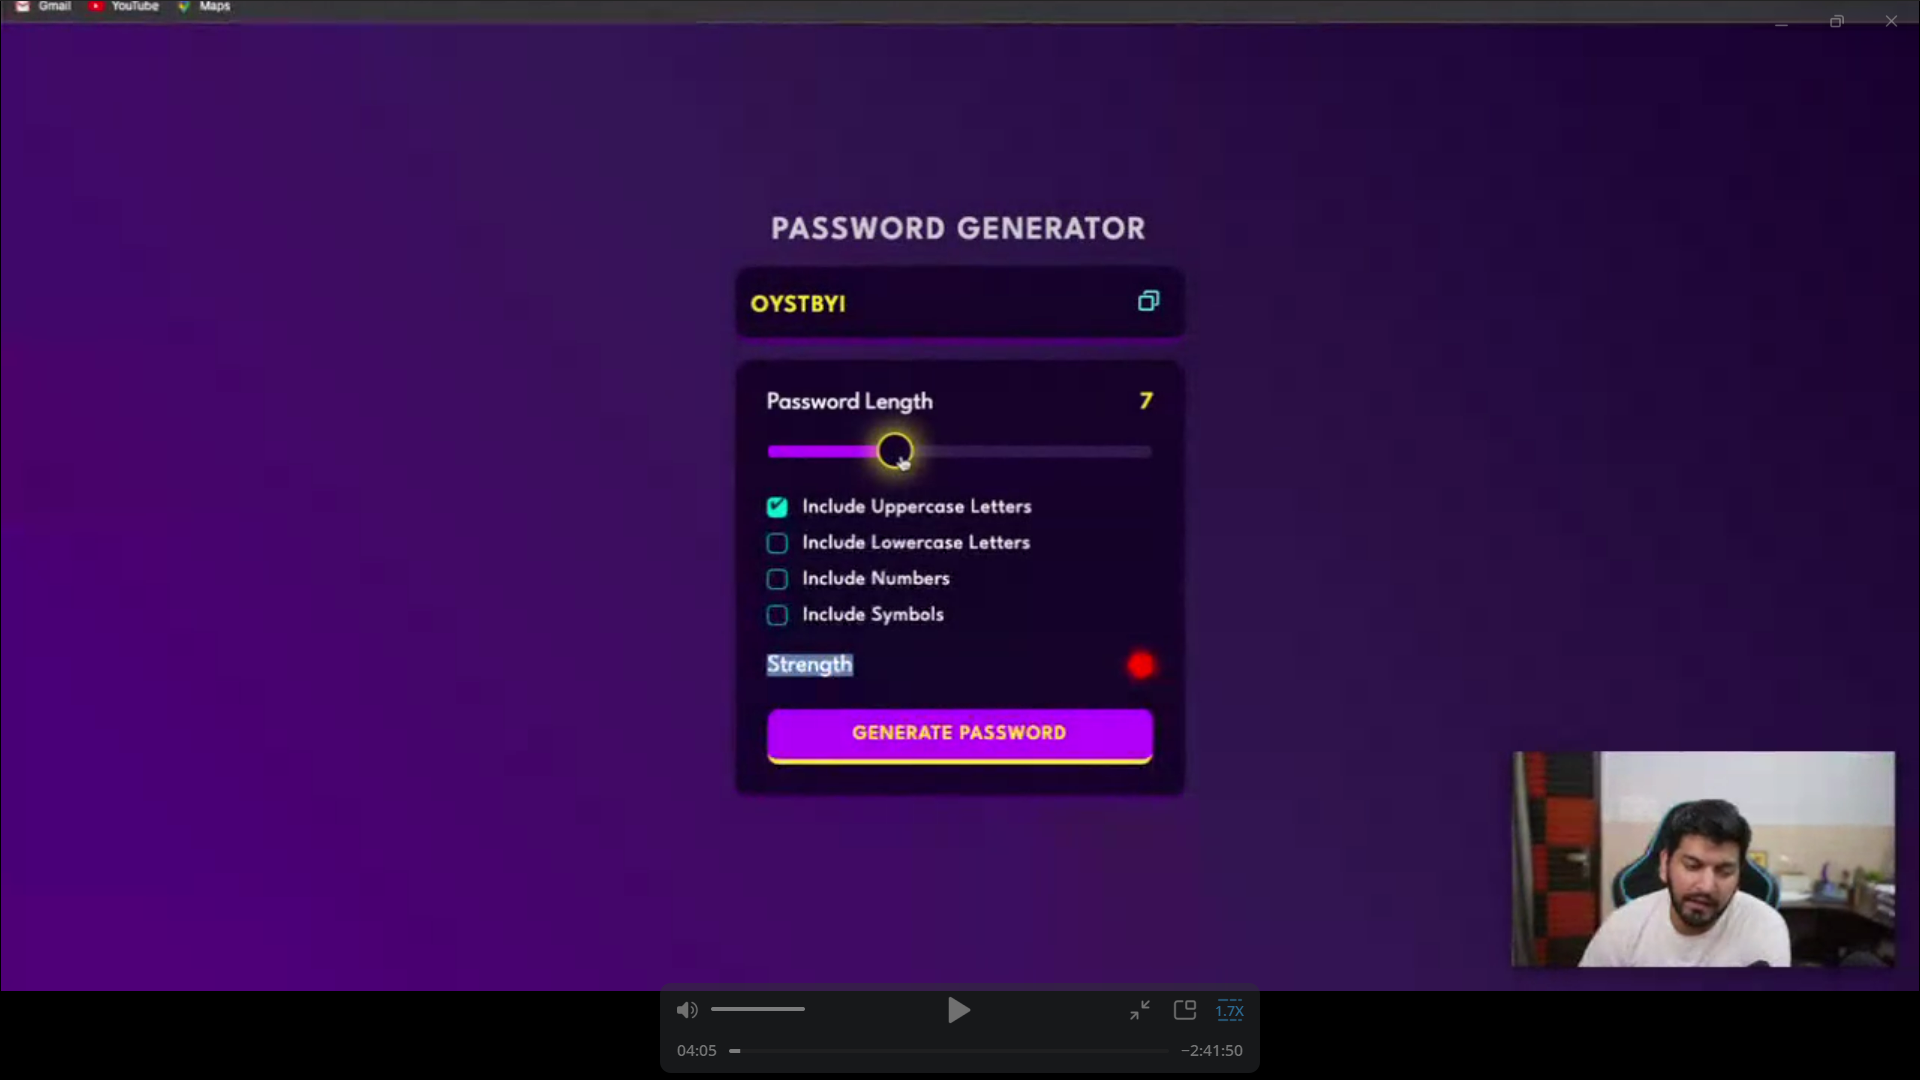 Gmail YouTube Maps
PASSWORD GENERATOR
OYSTBYI
Password Length 7
Include Uppercase Letters
Include Lowercase Letters
Include Numbers
Include Symbols
Strength
GENERATE PASSWORD
1.7X
04:05 −2:41:50